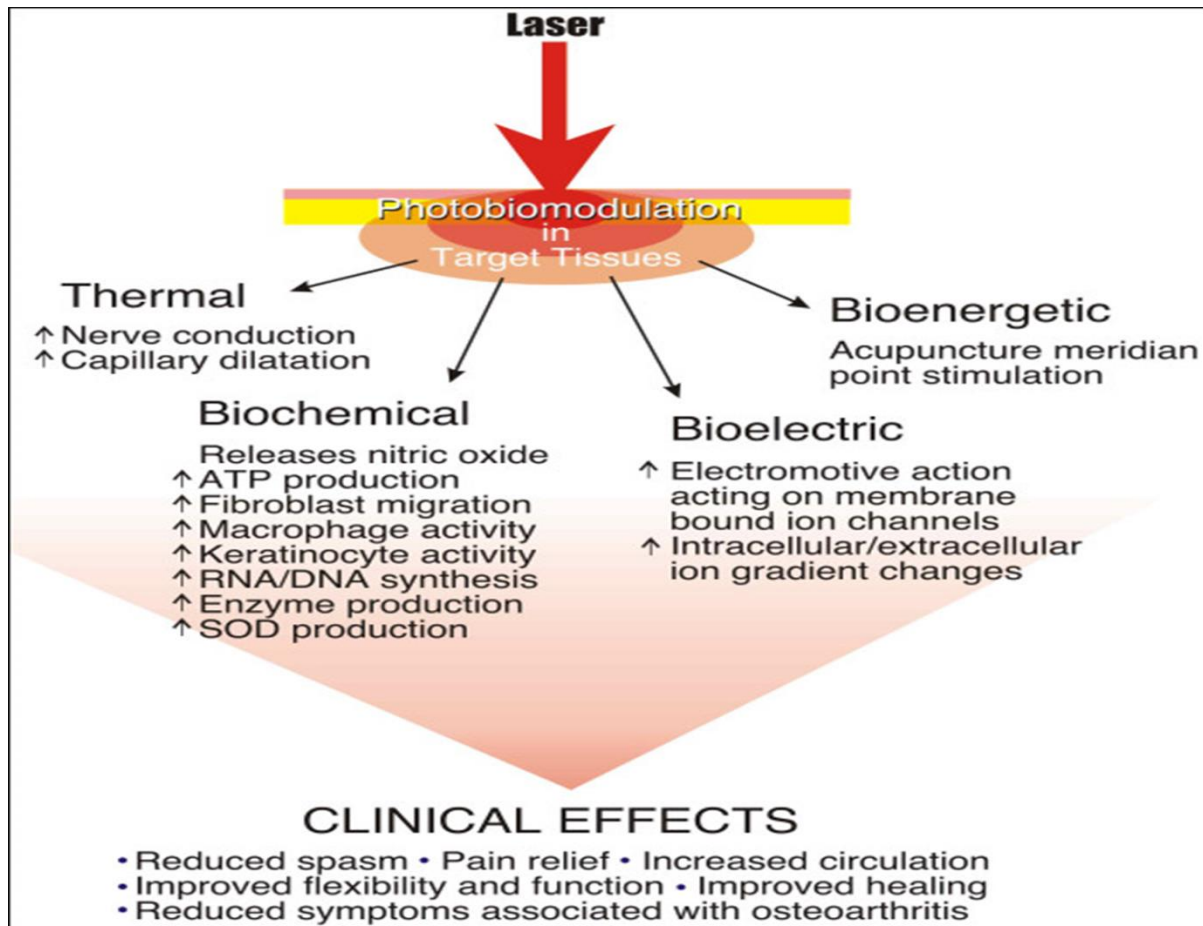 Laser
Photobiomodulation
in
Target Tissues
Thermal
↑ Nerve conduction
↑ Capillary dilatation
Biochemical
Releases nitric oxide
↑ ATP production
↑ Fibroblast migration
↑ Macrophage activity
↑ Keratinocyte activity
↑ RNA/DNA synthesis
↑ Enzyme production
↑ SOD production
Bioelectric
↑ Electromotive action
acting on membrane
bound ion channels
↑ Intracellular/extracellular
ion gradient changes
Bioenergetic
Acupuncture meridian
point stimulation
CLINICAL EFFECTS
• Reduced spasm • Pain relief • Increased circulation
• Improved flexibility and function • Improved healing
• Reduced symptoms associated with osteoarthritis